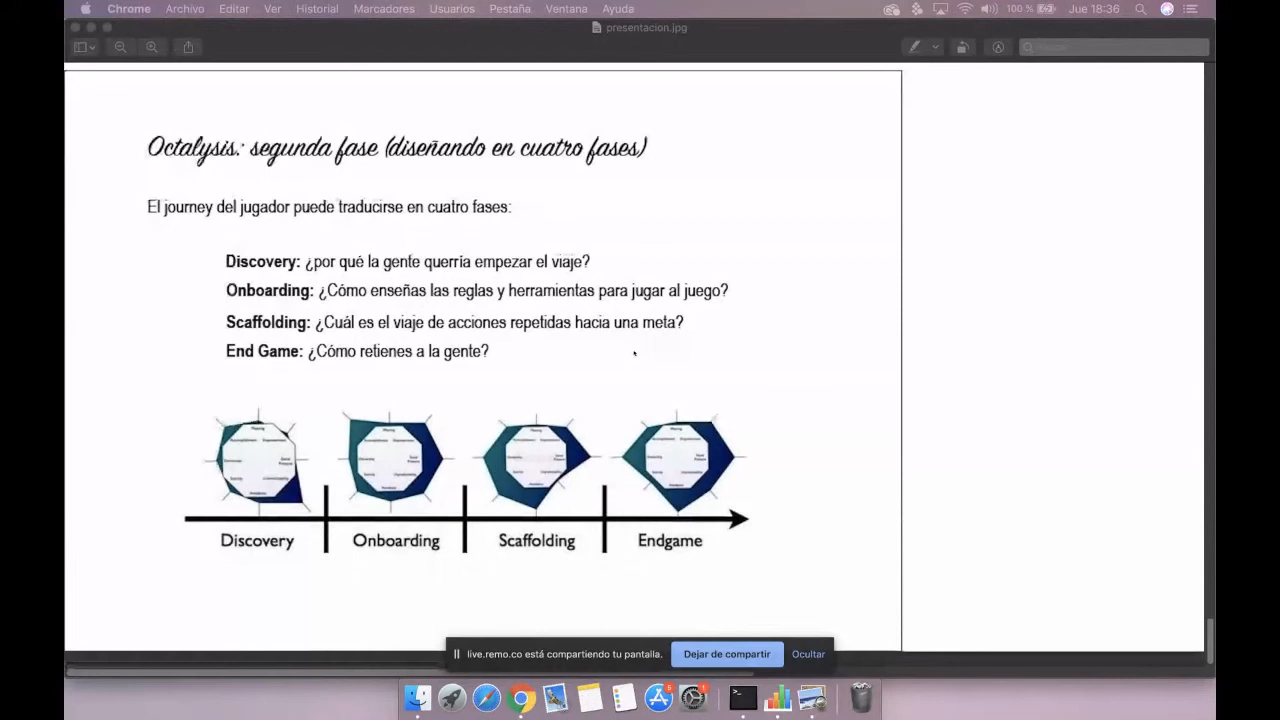 Chrome Archivo Editar Ver Historial Marcadores Usuarios Pestaña Ventana Ayuda 100 % Jue 18:36
presentacion.jpg
Octalysis: segunda fase (diseñando en cuatro fases)
El journey del jugador puede traducirse en cuatro fases:
Discovery: ¿por qué la gente querría empezar el viaje?
Onboarding: ¿Cómo enseñas las reglas y herramientas para jugar al juego?
Scaffolding: ¿Cuál es el viaje de acciones repetidas hacia una meta?
End Game: ¿Cómo retienes a la gente?
Discovery Onboarding Scaffolding Endgame
live.remo.co está compartiendo tu pantalla. Dejar de compartir Ocultar